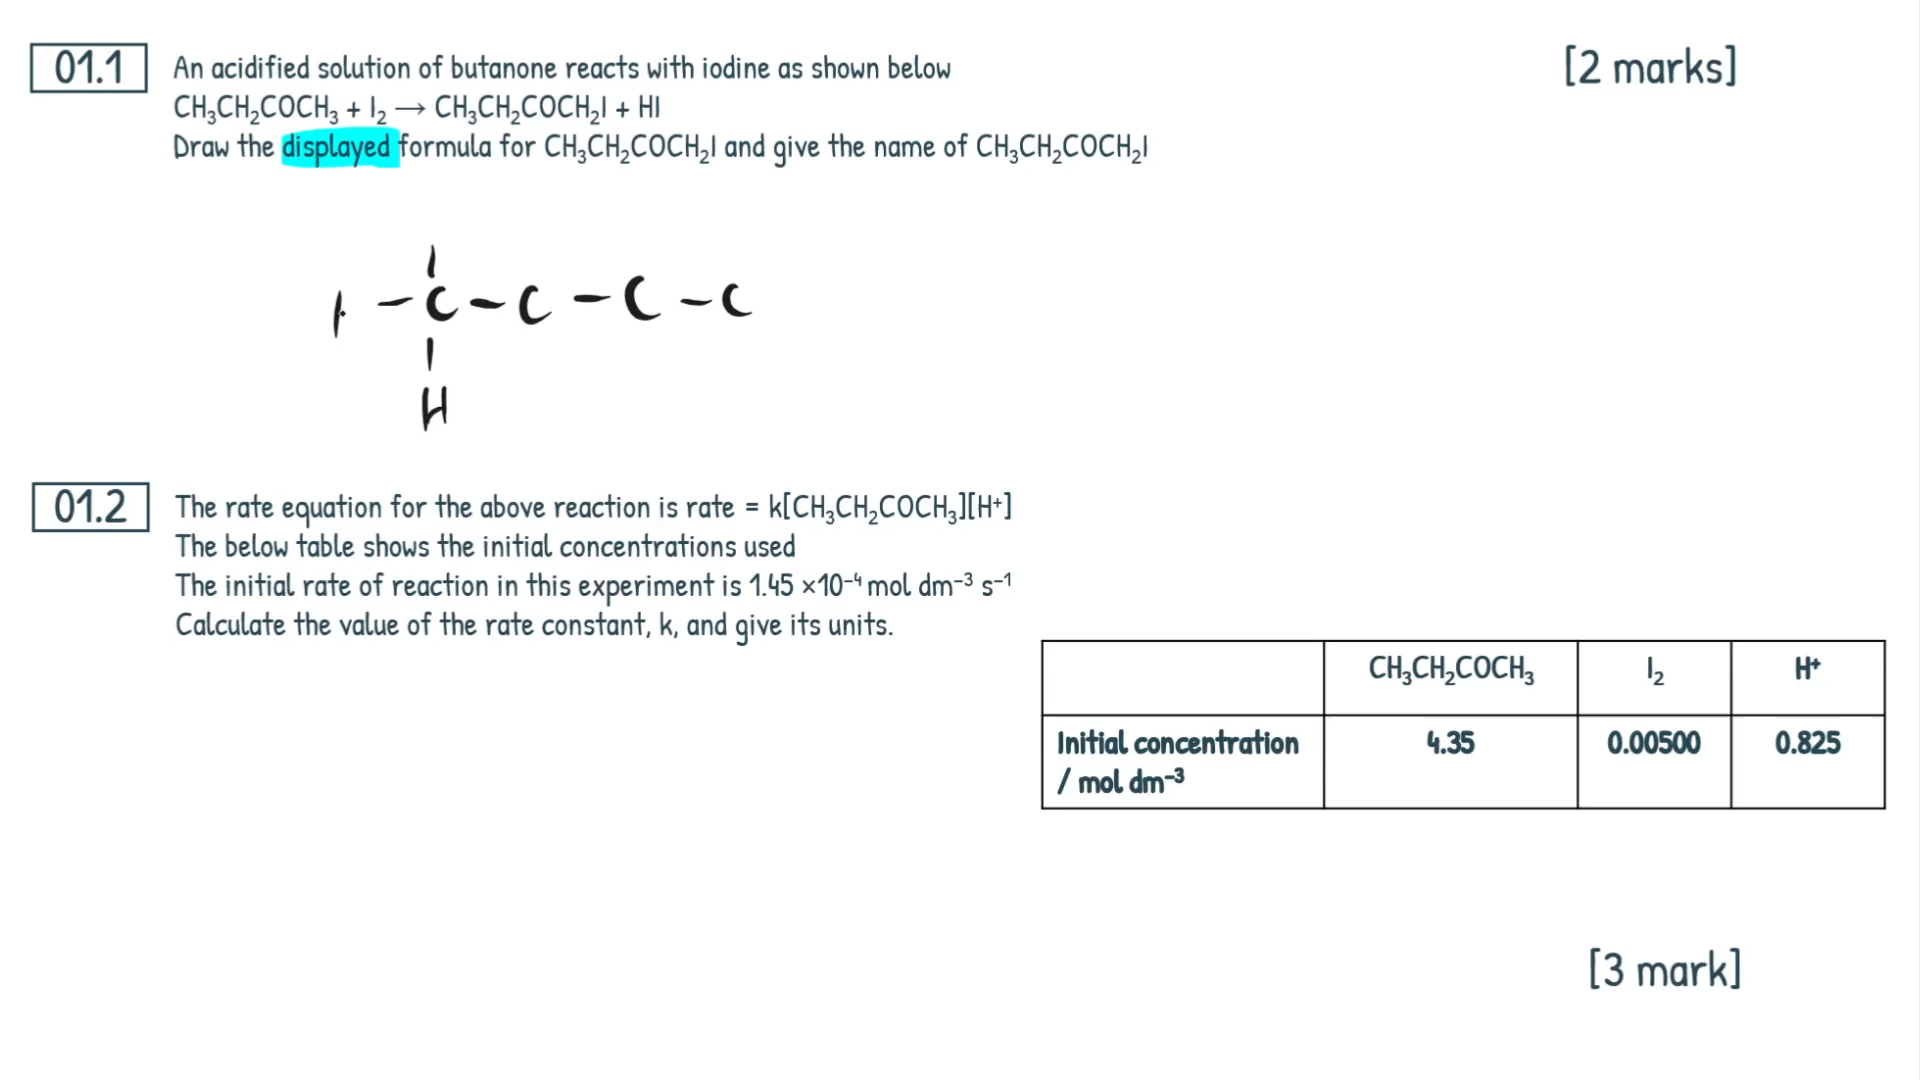 01.1
[2 marks]
An acidified solution of butanone reacts with iodine as shown below
CH₃CH₂COCH₃ + I₂ ⟶ CH₃CH₂COCH₂I + HI
Draw the displayed formula for CH₃CH₂COCH₂I and give the name of CH₃CH₂COCH₂I
C – C – C – C
H
01.2
The rate equation for the above reaction is rate = k[CH₃CH₂COCH₃][H⁺]
The below table shows the initial concentrations used
The initial rate of reaction in this experiment is 1.45 ×10⁻⁴ mol dm⁻³ s⁻¹
Calculate the value of the rate constant, k, and give its units.
CH₃CH₂COCH₃ I₂ H⁺
Initial concentration 4.35 0.00500 0.825
/ mol dm⁻³
[3 mark]